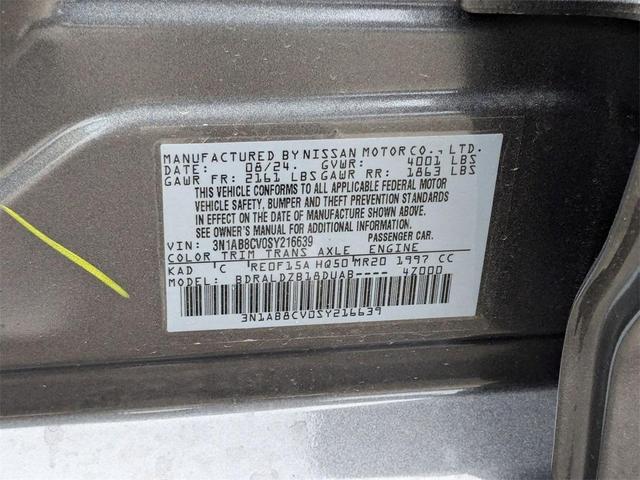 MANUFACTURED BY NISSAN MOTOR CO., LTD.
DATE: 08/24. GVWR: 4001 LBS
GAWR FR: 2161 LBS GAWR RR: 1863 LBS
THIS VEHICLE CONFORMS TO ALL APPLICABLE FEDERAL MOTOR
VEHICLE SAFETY, BUMPER AND THEFT PREVENTION STANDARDS
IN EFFECT ON THE DATE OF MANUFACTURE SHOWN ABOVE.
SEE OWNER'S MANUAL FOR ADDITIONAL INFORMATION.
VIN: 3N1AB8CV0SY216639 PASSENGER CAR.
COLOR TRIM TRANS AXLE ENGINE
KAD C RE0F15A HQ50 MR20 1997 CC
MODEL: BDRALDZB18DUAB---- 47000
3N1AB8CV0SY216639